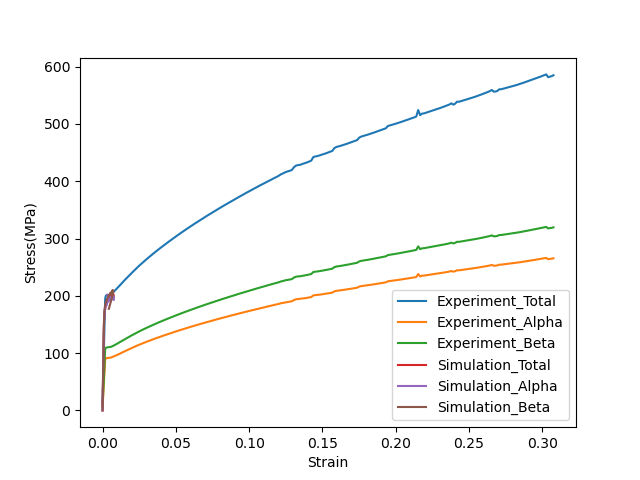 600
500
400
300
200
100
0
Stress(MPa)
0.00 0.05 0.10 0.15 0.20 0.25 0.30
Strain
Experiment_Total
Experiment_Alpha
Experiment_Beta
Simulation_Total
Simulation_Alpha
Simulation_Beta